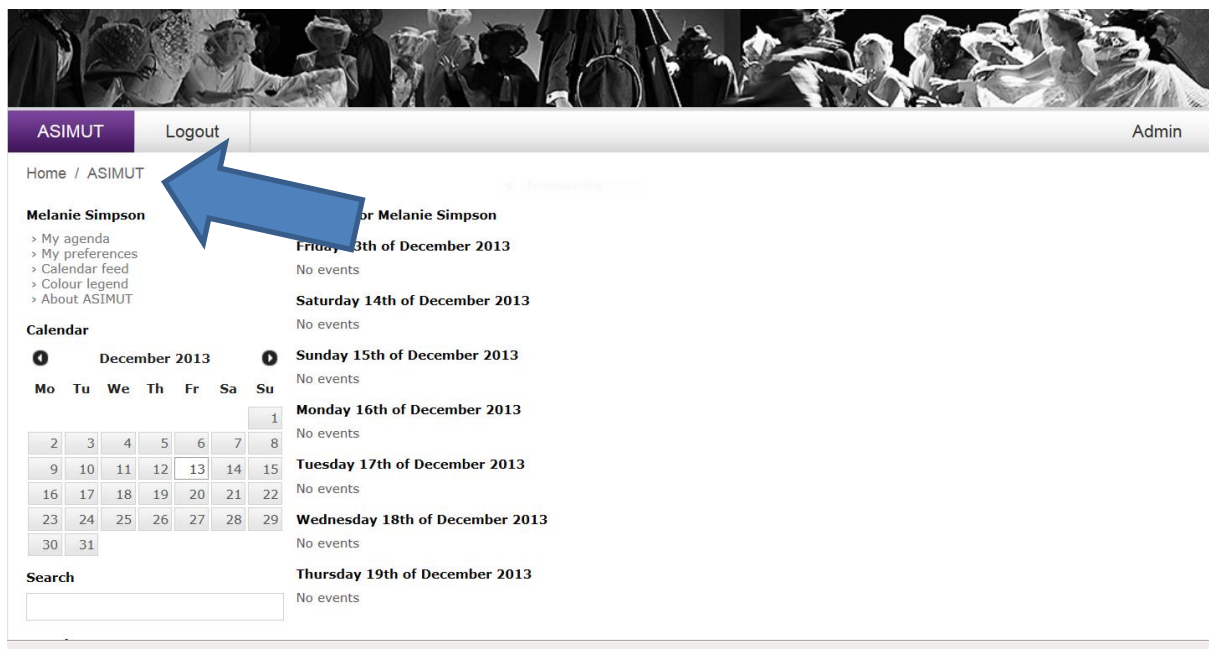 ASIMUT Logout Admin
Home / ASIMUT
Melanie Simpson
› My agenda
› My preferences
› Calendar feed
› Colour legend
› About ASIMUT
Calendar
December 2013
Mo Tu We Th Fr Sa Su
1
2 3 4 5 6 7 8
9 10 11 12 13 14 15
16 17 18 19 20 21 22
23 24 25 26 27 28 29
30 31
Search
or Melanie Simpson
Friday 3th of December 2013
No events
Saturday 14th of December 2013
No events
Sunday 15th of December 2013
No events
Monday 16th of December 2013
No events
Tuesday 17th of December 2013
No events
Wednesday 18th of December 2013
No events
Thursday 19th of December 2013
No events